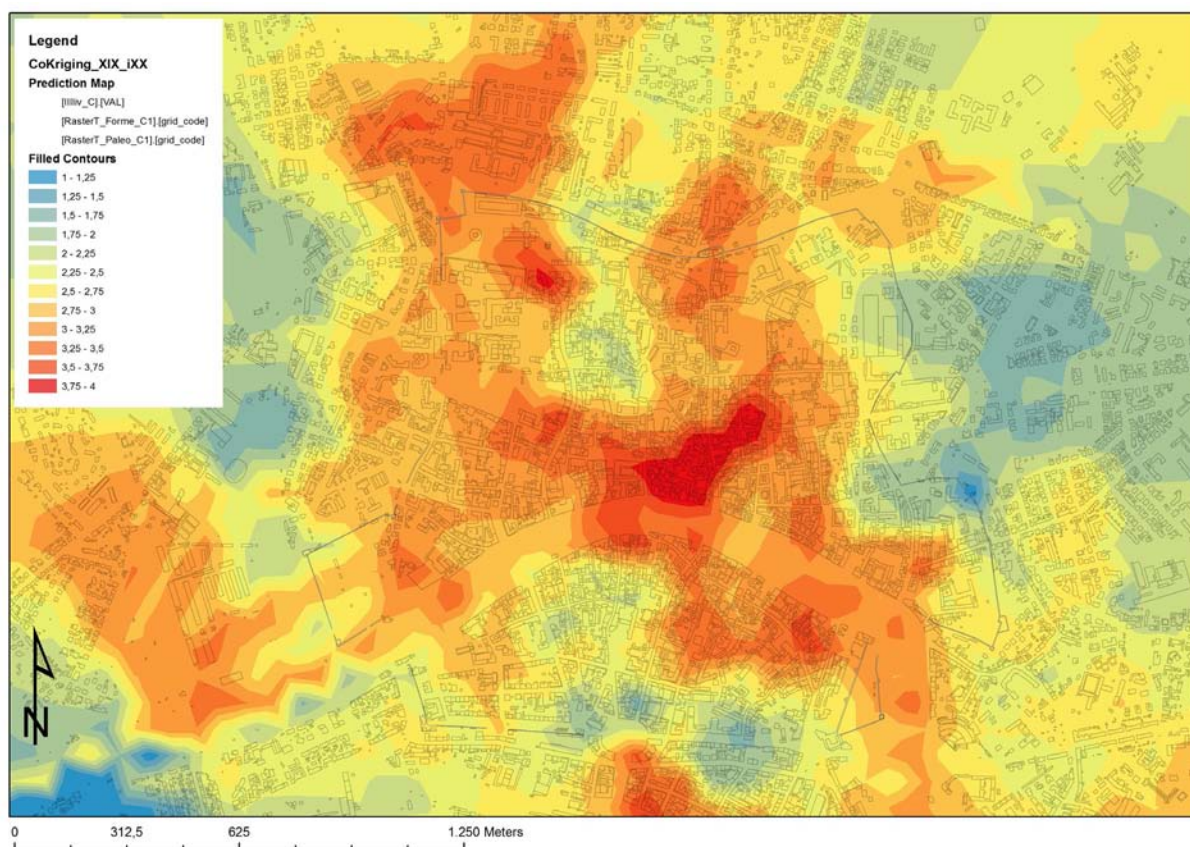 Legend
CoKriging_XIX_iXX
Prediction Map
[IIIliv_C].[VAL]
[RasterT_Forme_C1].[grid_code]
[RasterT_Paleo_C1].[grid_code]
Filled Contours
1 - 1,25
1,25 - 1,5
1,5 - 1,75
1,75 - 2
2 - 2,25
2,25 - 2,5
2,5 - 2,75
2,75 - 3
3 - 3,25
3,25 - 3,5
3,5 - 3,75
3,75 - 4
N
0 312,5 625 1.250 Meters